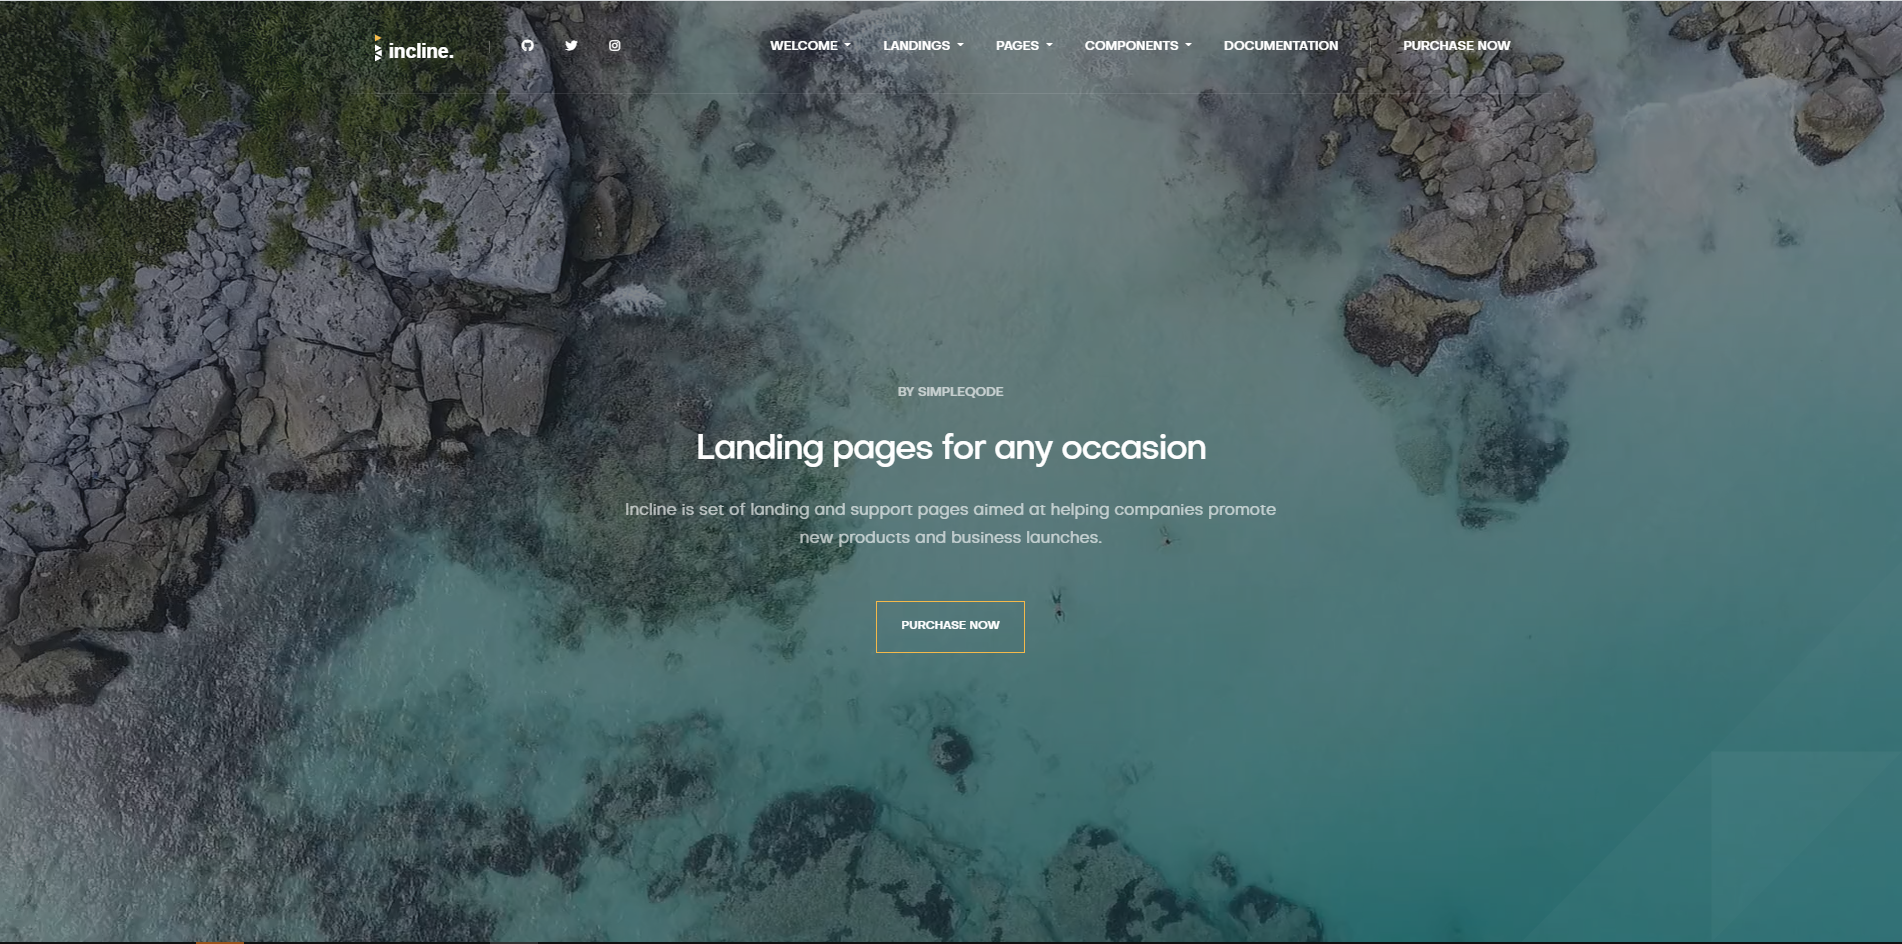 incline.
WELCOME
LANDINGS
PAGES
COMPONENTS
DOCUMENTATION
PURCHASE NOW
BY SIMPLEQODE
Landing pages for any occasion
Incline is set of landing and support pages aimed at helping companies promote
new products and business launches.
PURCHASE NOW